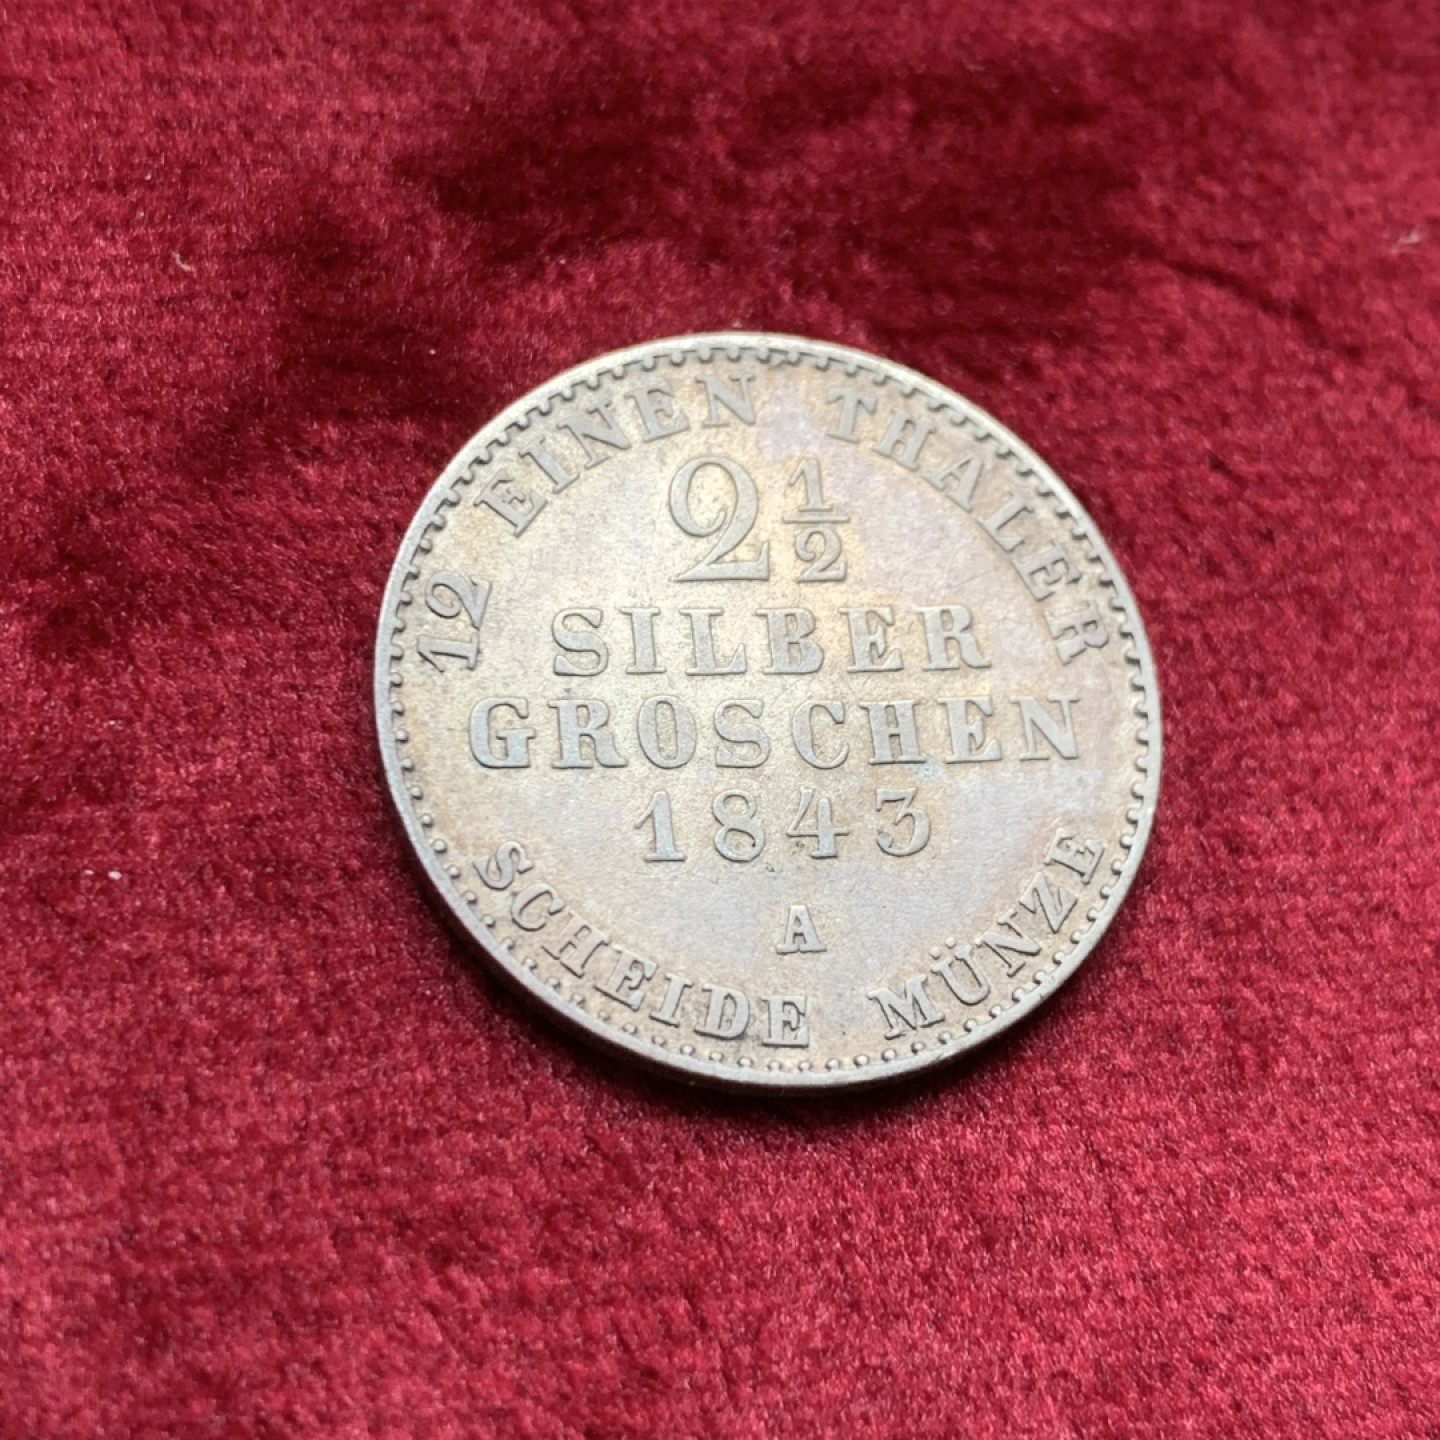 12 EINEN THALER
2 1/2
SILBER
GROSCHEN
1843
A
SCHEIDE MÜNZE